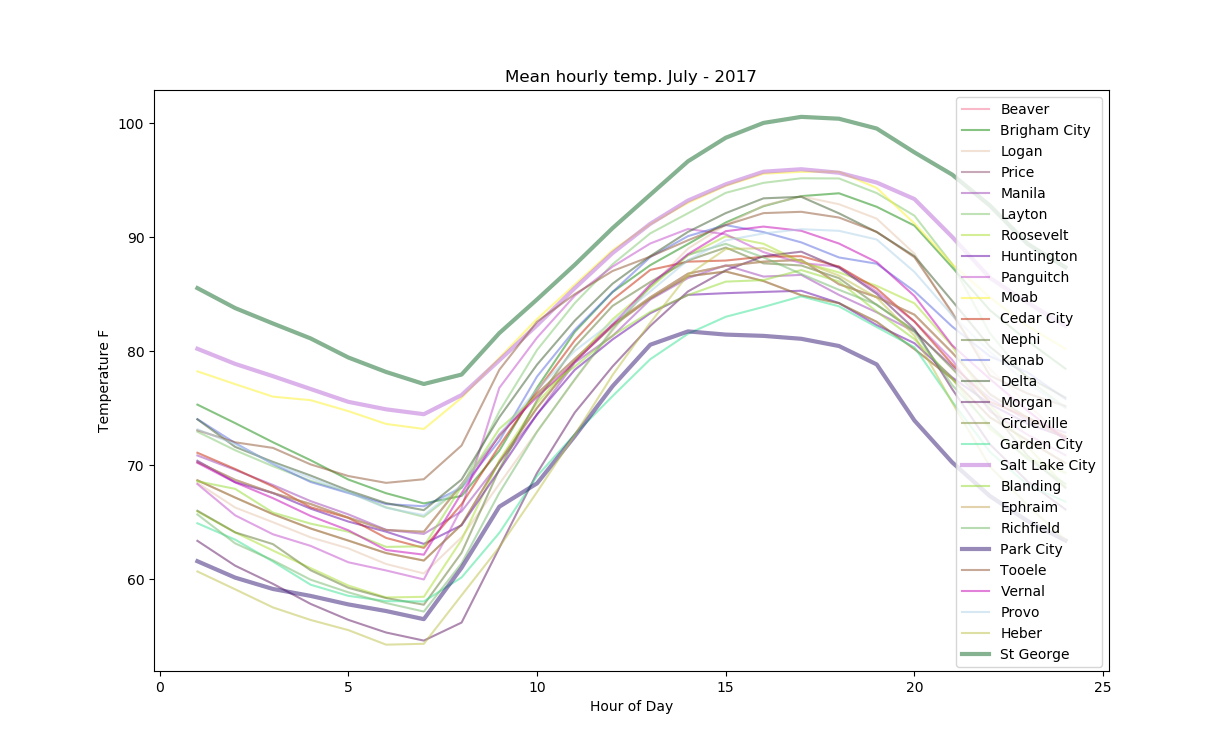 Mean hourly temp. July - 2017
100
90
80
70
60
Temperature F
0
5
10
15
20
25
Hour of Day
Beaver
Brigham City
Logan
Price
Manila
Layton
Roosevelt
Huntington
Panguitch
Moab
Cedar City
Nephi
Kanab
Delta
Morgan
Circleville
Garden City
Salt Lake City
Blanding
Ephraim
Richfield
Park City
Tooele
Vernal
Provo
Heber
St George